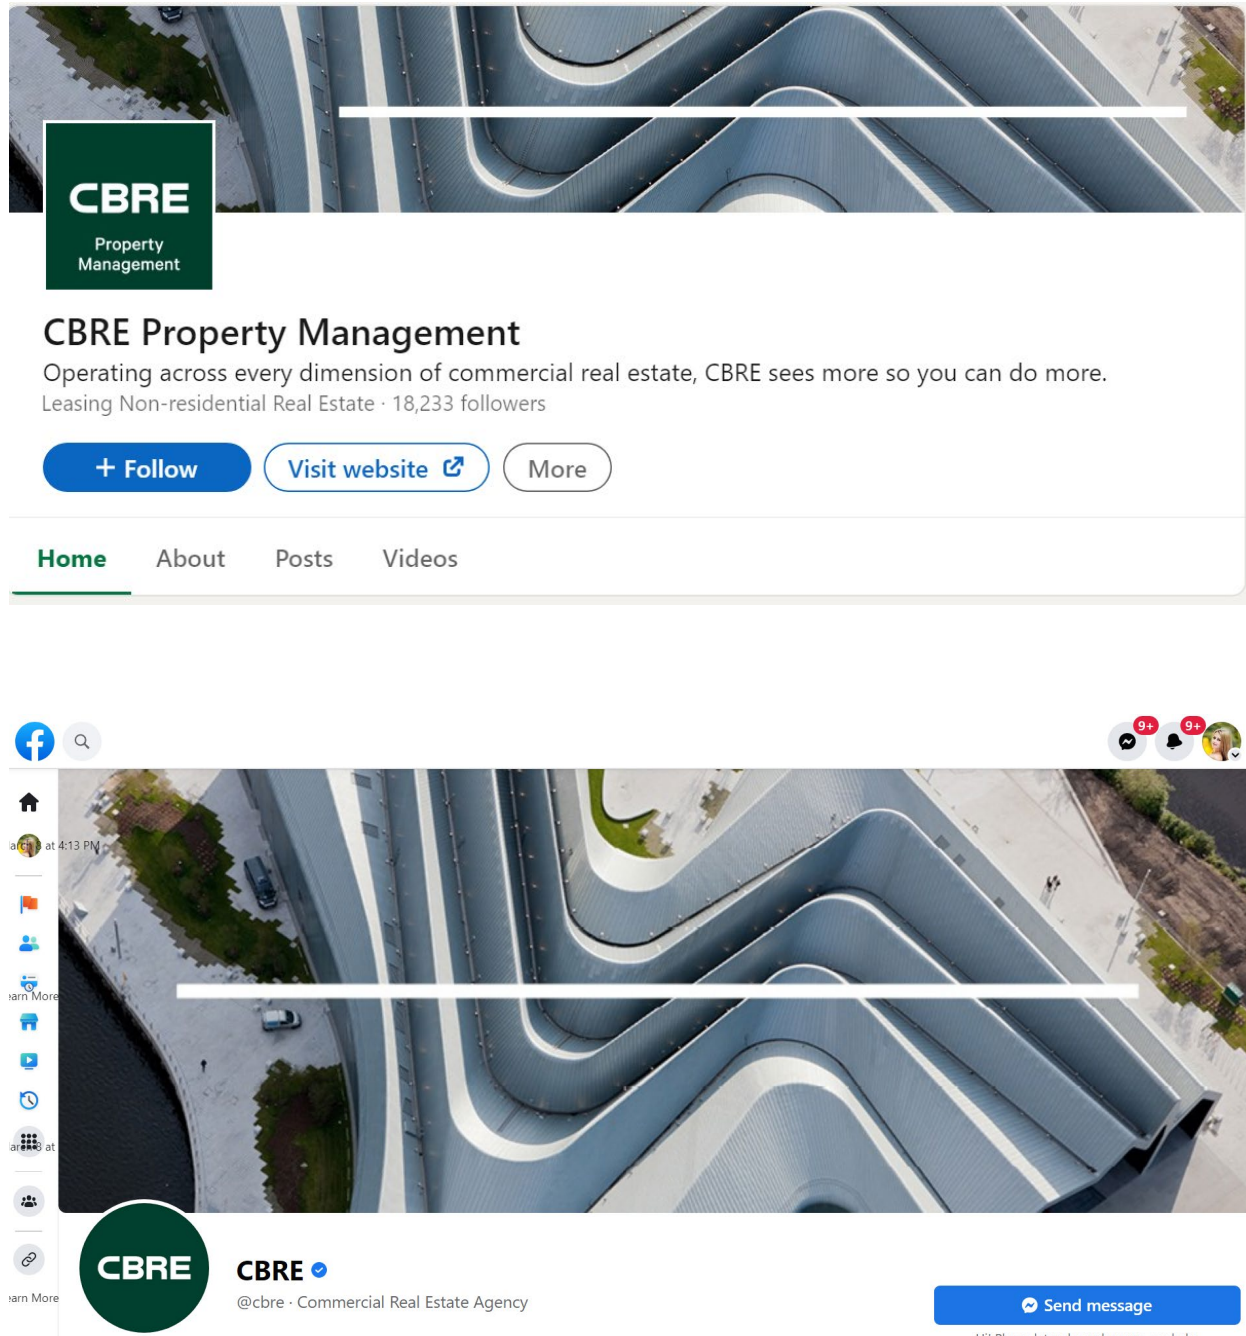 CBRE
Property
Management
CBRE Property Management
Operating across every dimension of commercial real estate, CBRE sees more so you can do more.
Leasing Non-residential Real Estate · 18,233 followers
+ Follow
Visit website
More
Home About Posts Videos
9+ 9+
at 4:13 PM
earn More
at
CBRE
CBRE
@cbre · Commercial Real Estate Agency
earn More
Send message